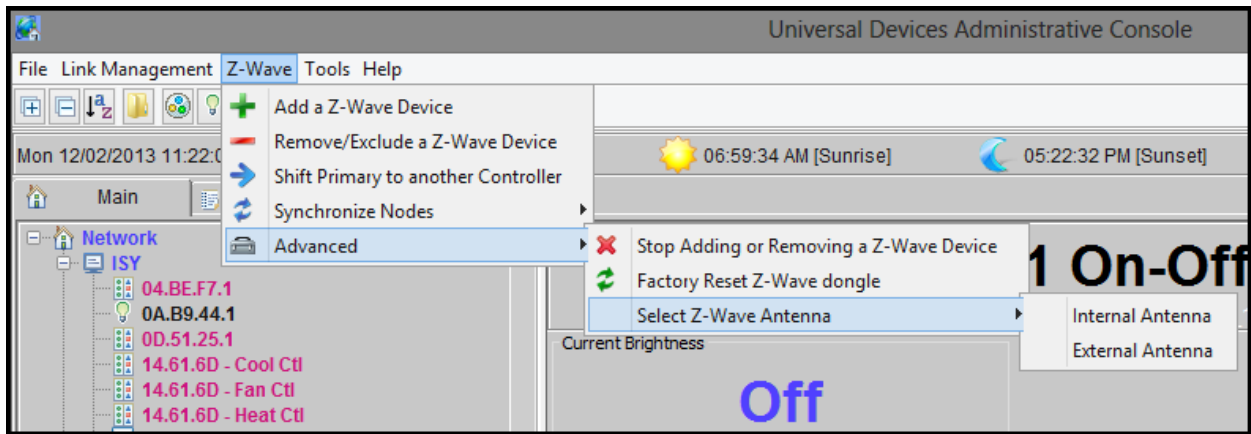 Universal Devices Administrative Console
File Link Management Z-Wave Tools Help
Add a Z-Wave Device
Mon 12/02/2013 11:22:0
06:59:34 AM [Sunrise]
05:22:32 PM [Sunset]
Remove/Exclude a Z-Wave Device
Shift Primary to another Controller
Synchronize Nodes
Advanced
Main
Stop Adding or Removing a Z-Wave Device
Factory Reset Z-Wave dongle
Select Z-Wave Antenna
Internal Antenna
External Antenna
Network
ISY
04.BE.F7.1
0A.B9.44.1
0D.51.25.1
14.61.6D - Cool Ctl
14.61.6D - Fan Ctl
14.61.6D - Heat Ctl
1 On-Off
Current Brightness
Off